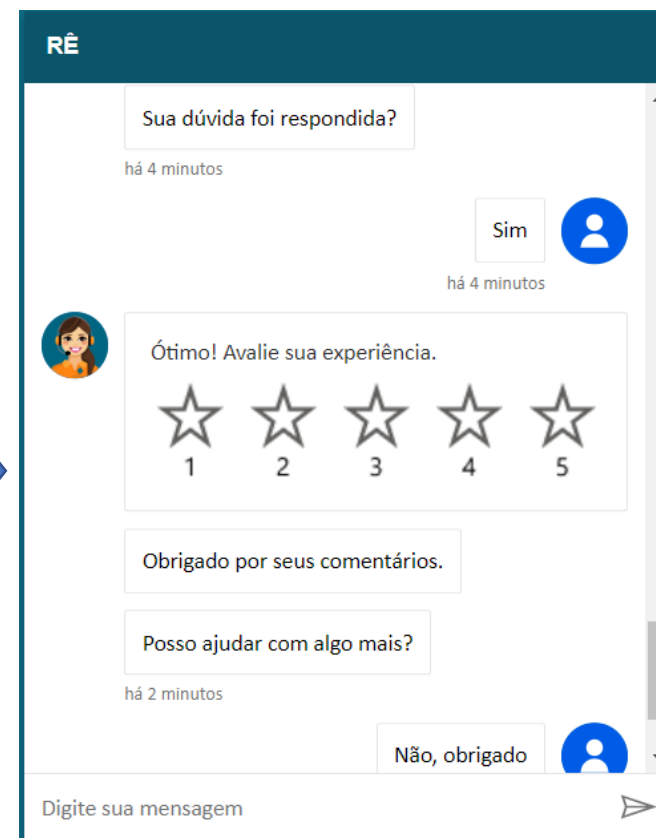 RÊ
Sua dúvida foi respondida?
há 4 minutos
Sim
há 4 minutos
Ótimo! Avalie sua experiência.
1 2 3 4 5
Obrigado por seus comentários.
Posso ajudar com algo mais?
há 2 minutos
Não, obrigado
Digite sua mensagem